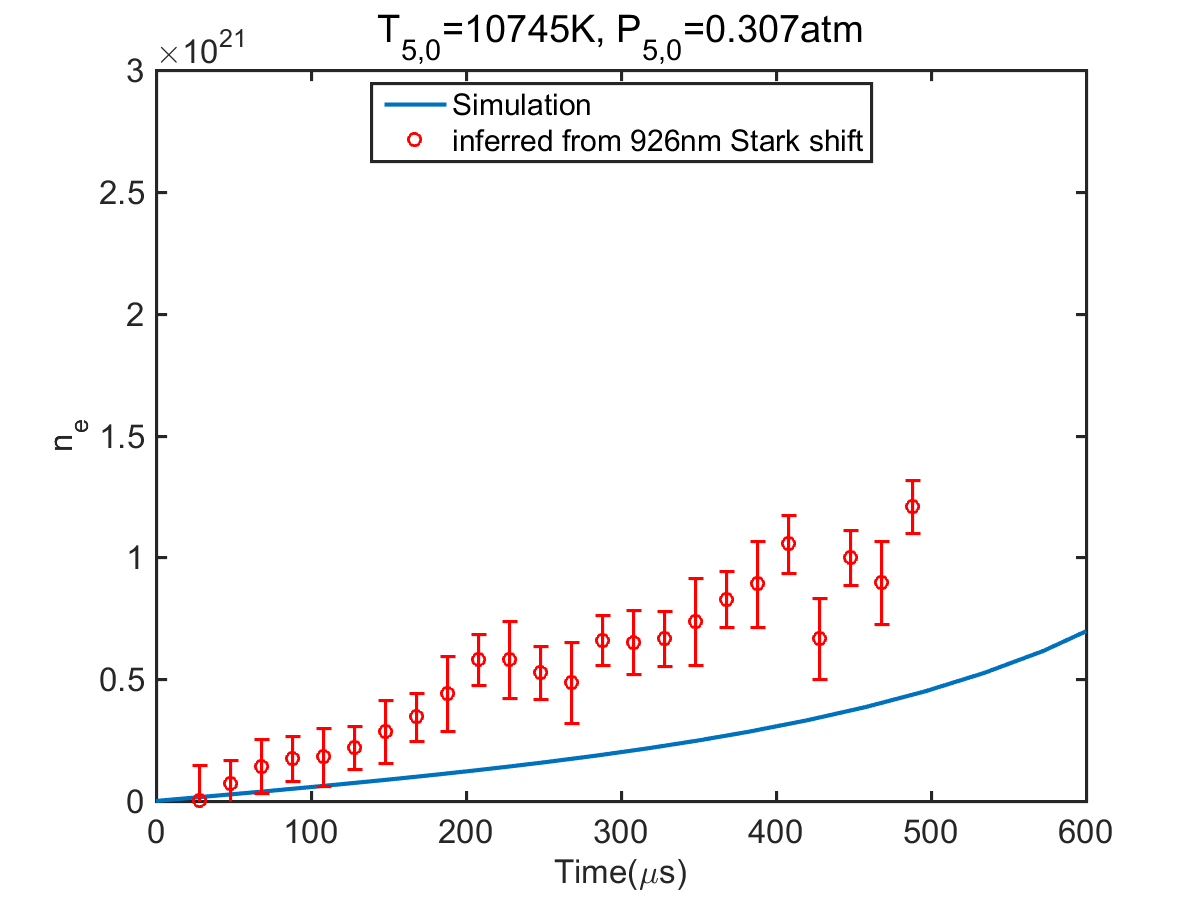 T5,0=10745K, P5,0=0.307atm
×10^21
Simulation
inferred from 926nm Stark shift
3
2.5
2
1.5
1
0.5
0
ne
0 100 200 300 400 500 600
Time(μs)